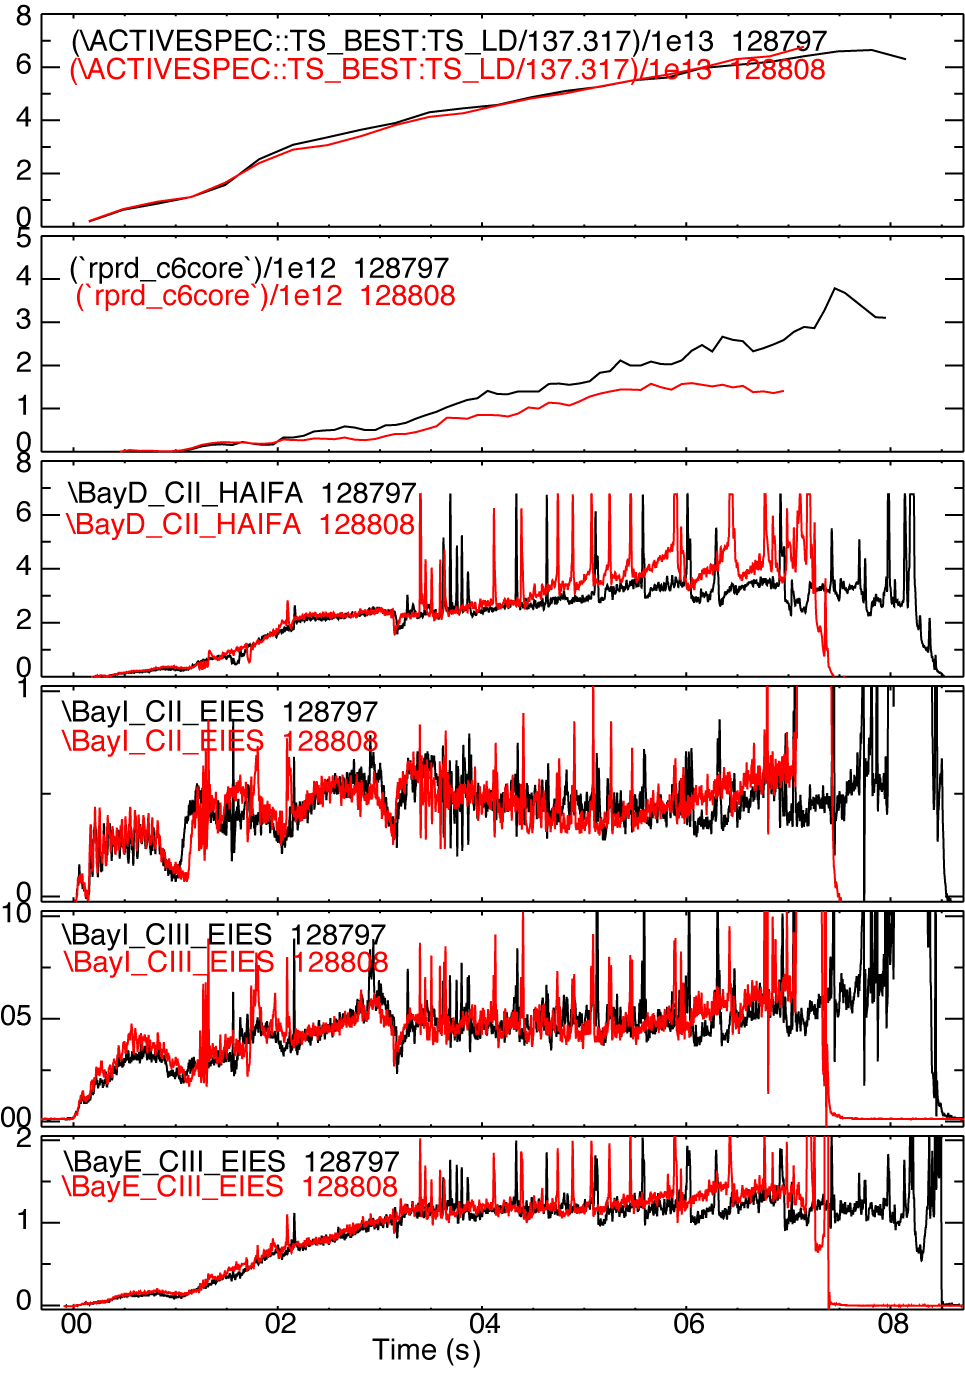 8
(\ACTIVESPEC::TS_BEST:TS_LD/137.317)/1e13 128797
6
(\ACTIVESPEC::TS_BEST:TS_LD/137.317)/1e13 128808
4
2
0
5
4
(`rprd_c6core`)/1e12 128797
(`rprd_c6core`)/1e12 128808
3
2
1
0
8
\BayD_CII_HAIFA 128797
6
\BayD_CII_HAIFA 128808
4
2
0
1
\BayI_CII_EIES 128797
\BayI_CII_EIES 128808
0
10
\BayI_CIII_EIES 128797
\BayI_CIII_EIES 128808
05
00
2
\BayE_CIII_EIES 128797
\BayE_CIII_EIES 128808
1
0
00 02 04 06 08
Time (s)